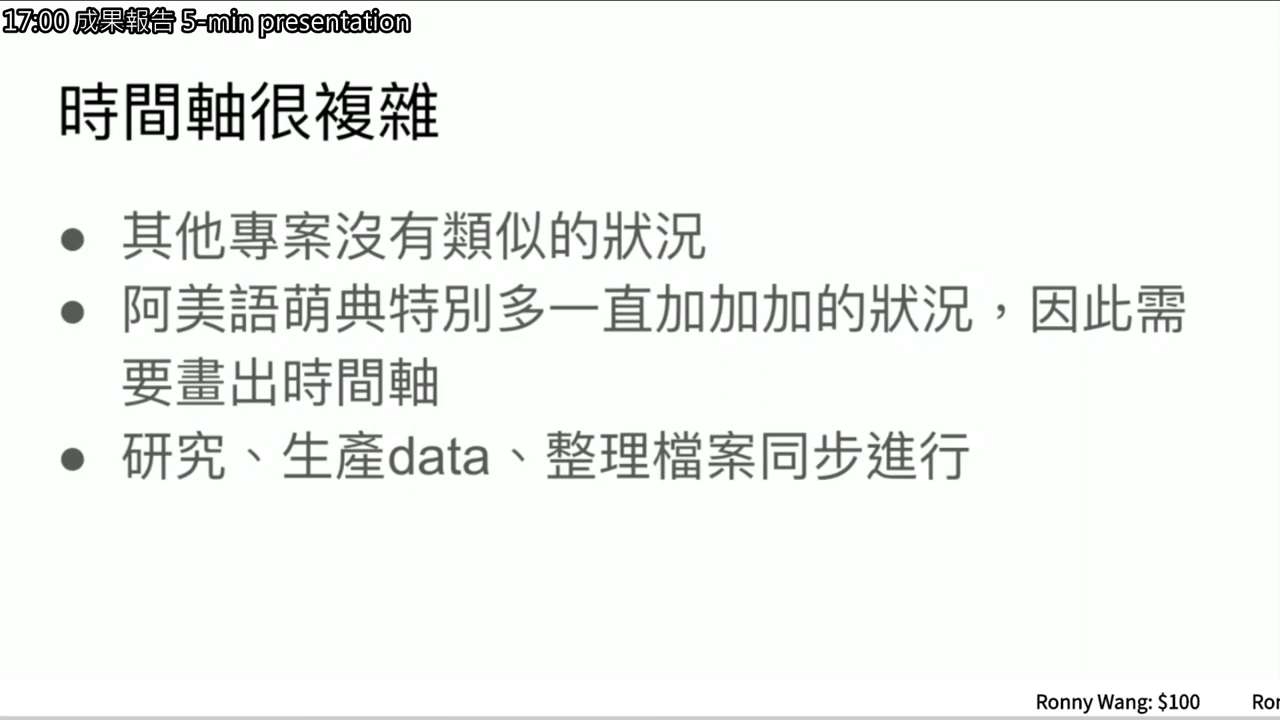 17:00 成果報告 5-min presentation
時間軸很複雜
● 其他專案沒有類似的狀況
● 阿美語萌典特別多一直加加加的狀況，因此需
要畫出時間軸
● 研究、生產data、整理檔案同步進行
Ronny Wang: $100 Ror